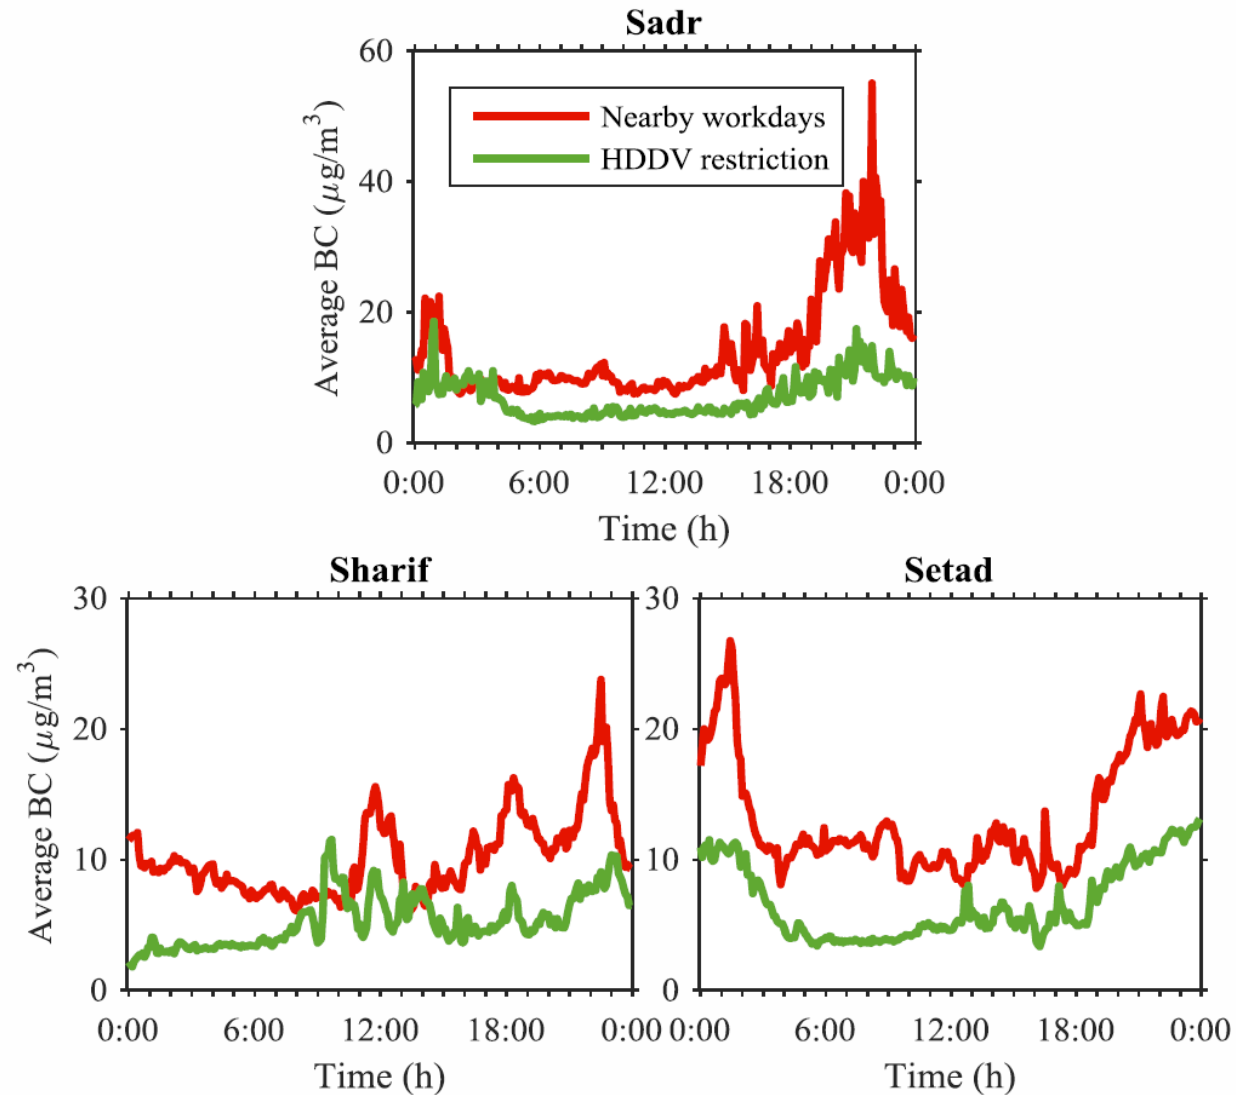 Sadr
60
40
20
0
Average BC (μg/m³)
Nearby workdays
HDDV restriction
0:00 6:00 12:00 18:00 0:00
Time (h)
Sharif
30
20
10
0
Average BC (μg/m³)
0:00 6:00 12:00 18:00 0:00
Time (h)
Setad
30
20
10
0
0:00 6:00 12:00 18:00 0:00
Time (h)